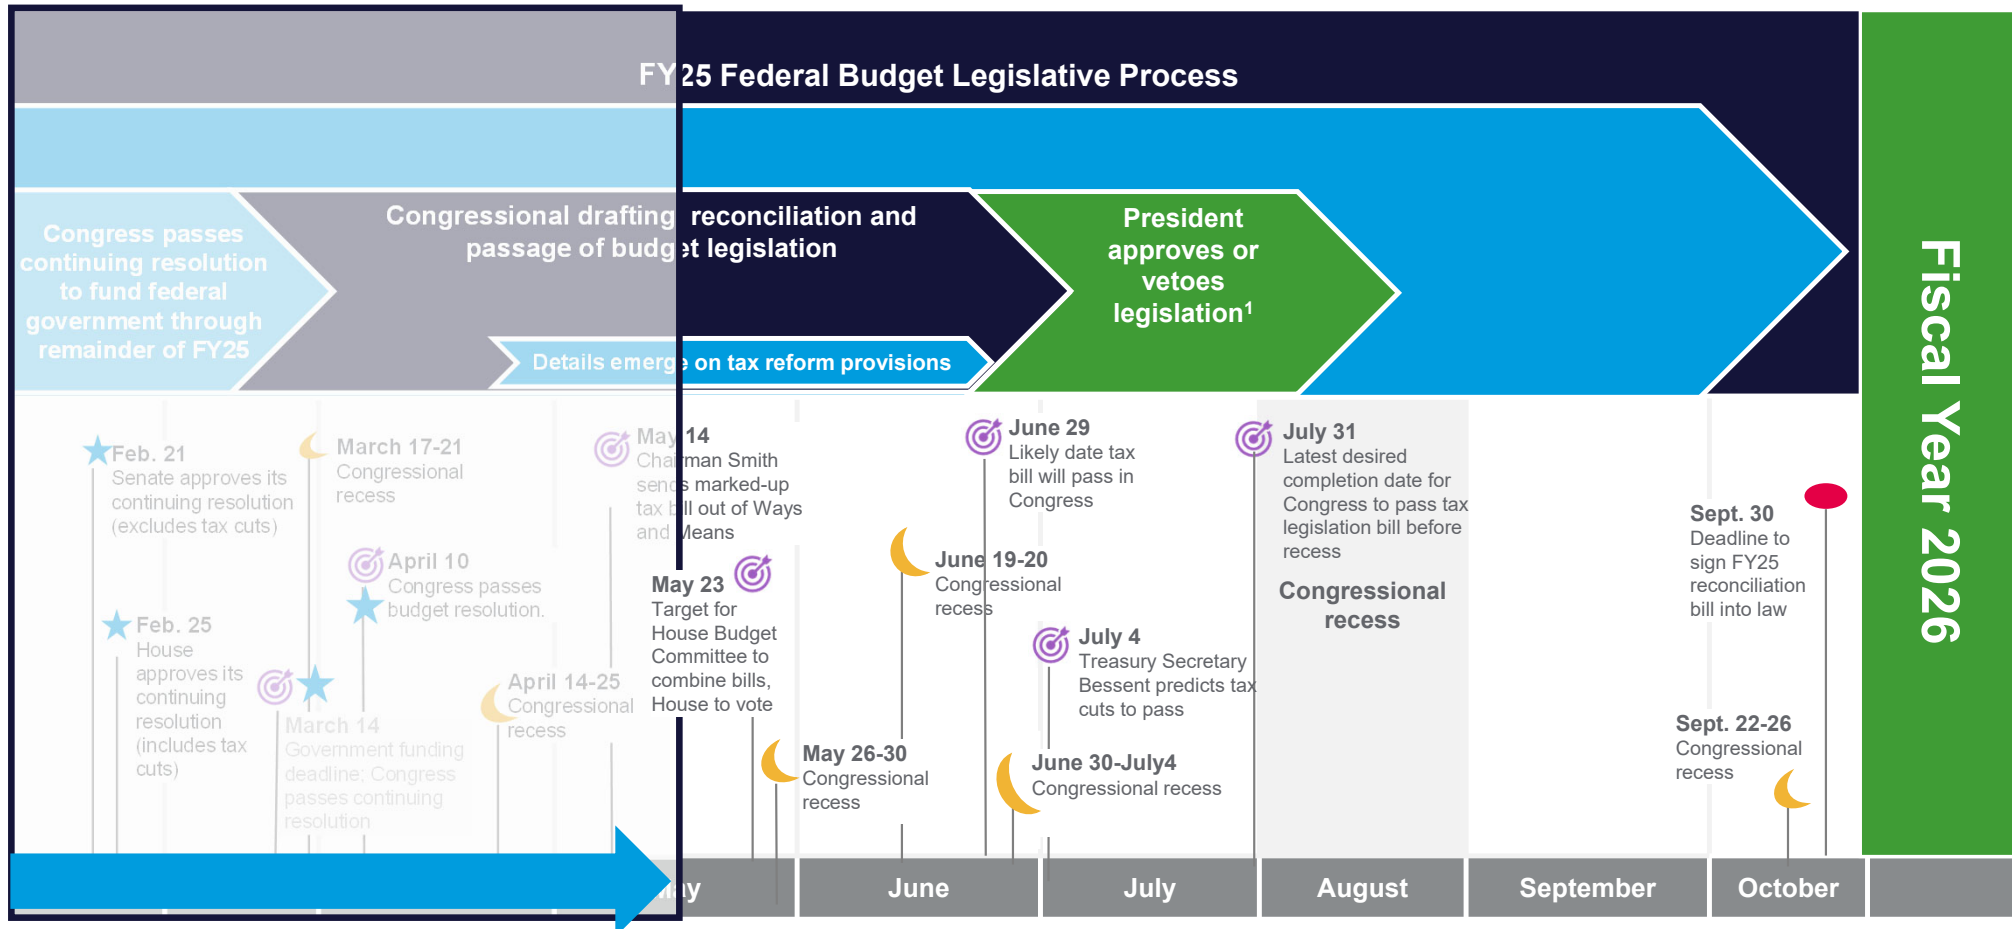 FY25 Federal Budget Legislative Process
Congress passes
continuing resolution
to fund federal
government through
remainder of FY25
Congressional drafting, reconciliation and
passage of budget legislation
Details emerge on tax reform provisions
President
approves or
vetoes
legislation¹
Fiscal Year 2026
Feb. 21
Senate approves its
continuing resolution
(excludes tax cuts)
Feb. 25
House
approves its
continuing
resolution
(includes tax
cuts)
March 17-21
Congressional
recess
April 10
Congress passes
budget resolution.
March 14
Government funding
deadline; Congress
passes continuing
resolution
April 14-25
Congressional
recess
May 14
Chairman Smith
sends marked-up
tax bill out of Ways
and Means
May 23
Target for
House Budget
Committee to
combine bills,
House to vote
May 26-30
Congressional
recess
June 29
Likely date tax
bill will pass in
Congress
June 19-20
Congressional
recess
July 4
Treasury Secretary
Bessent predicts tax
cuts to pass
June 30-July4
Congressional recess
July 31
Latest desired
completion date for
Congress to pass tax
legislation bill before
recess
Congressional
recess
Sept. 30
Deadline to
sign FY25
reconciliation
bill into law
Sept. 22-26
Congressional
recess
May
June
July
August
September
October